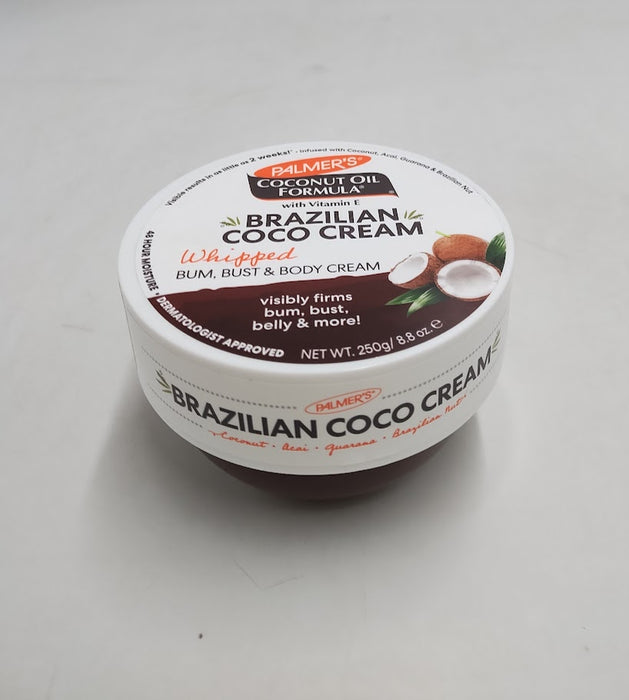 Visible results in as little as 2 weeks!* - infused with Coconut, Acai, Guarana & Brazilian Nut
PALMER'S®
COCONUT OIL
FORMULA®
with Vitamin E
BRAZILIAN
COCO CREAM
Whipped
BUM, BUST & BODY CREAM
visibly firms
bum, bust,
belly & more!
48 HOUR MOISTURE • DERMATOLOGIST APPROVED
NET WT. 250g/ 8.8 oz. e
PALMER'S®
BRAZILIAN COCO CREAM
Coconut • Acai • Guarana • Brazilian Nut